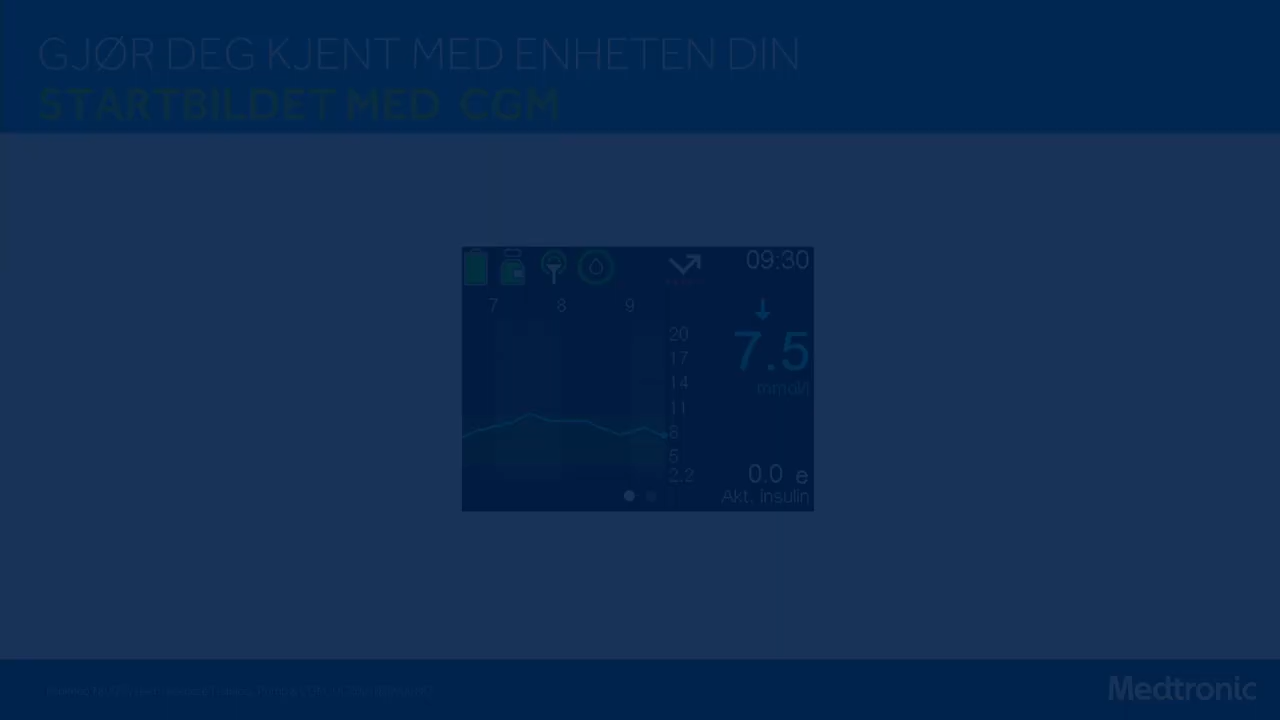 GJØR DEG KJENT MED ENHETEN DIN
STARTBILDET MED CGM
09:30
7 8 9
20
17
14
11
8
5
2.2
7.5
mmol/l
0.0 e
Akt. insulin
Medtronic